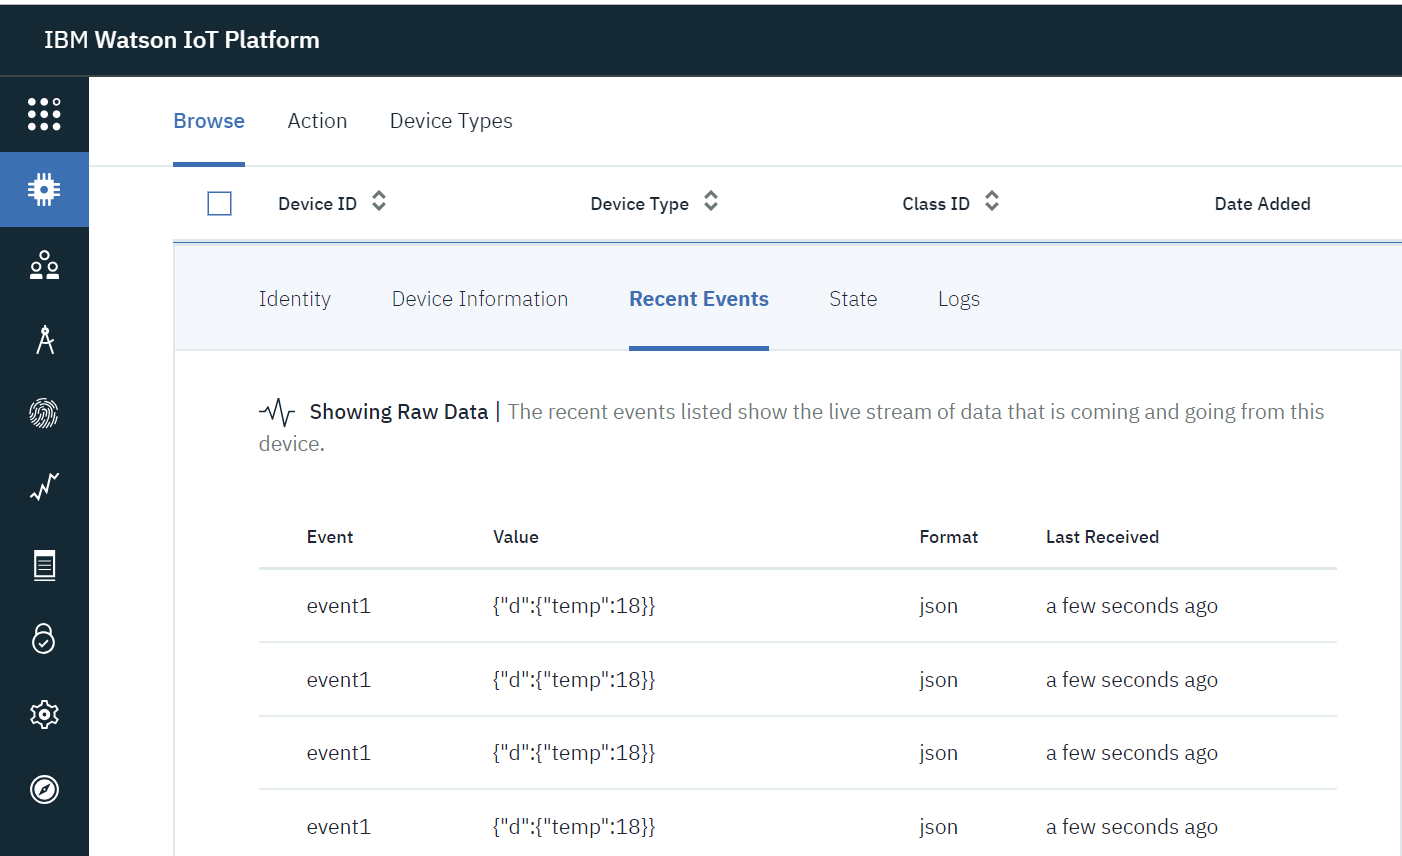 IBM Watson IoT Platform
Browse Action Device Types
Device ID Device Type Class ID Date Added
Identity Device Information Recent Events State Logs
Showing Raw Data | The recent events listed show the live stream of data that is coming and going from this
device.
Event Value Format Last Received
event1 {"d":{"temp":18}} json a few seconds ago
event1 {"d":{"temp":18}} json a few seconds ago
event1 {"d":{"temp":18}} json a few seconds ago
event1 {"d":{"temp":18}} json a few seconds ago